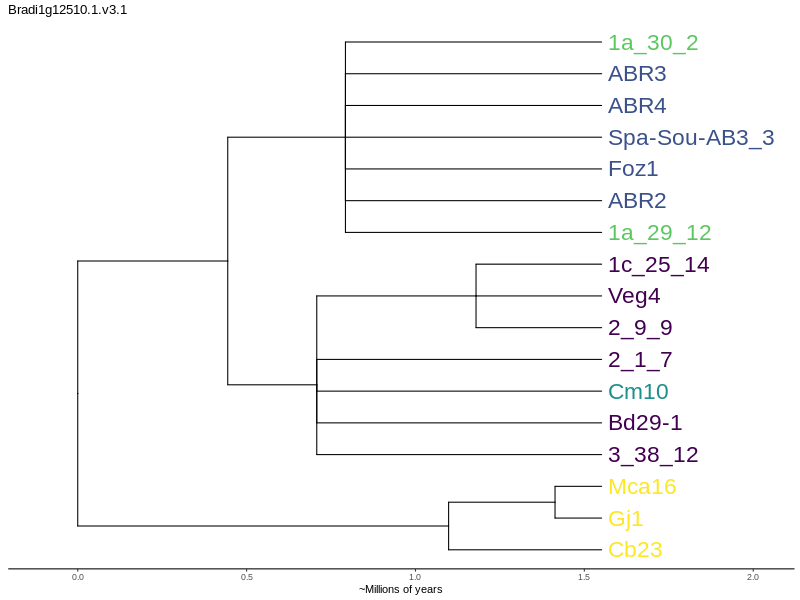 Bradi1g12510.1.v3.1
1a_30_2
ABR3
ABR4
Spa-Sou-AB3_3
Foz1
ABR2
1a_29_12
1c_25_14
Veg4
2_9_9
2_1_7
Cm10
Bd29-1
3_38_12
Mca16
Gj1
Cb23
0.0 0.5 1.0 1.5 2.0
~Millions of years